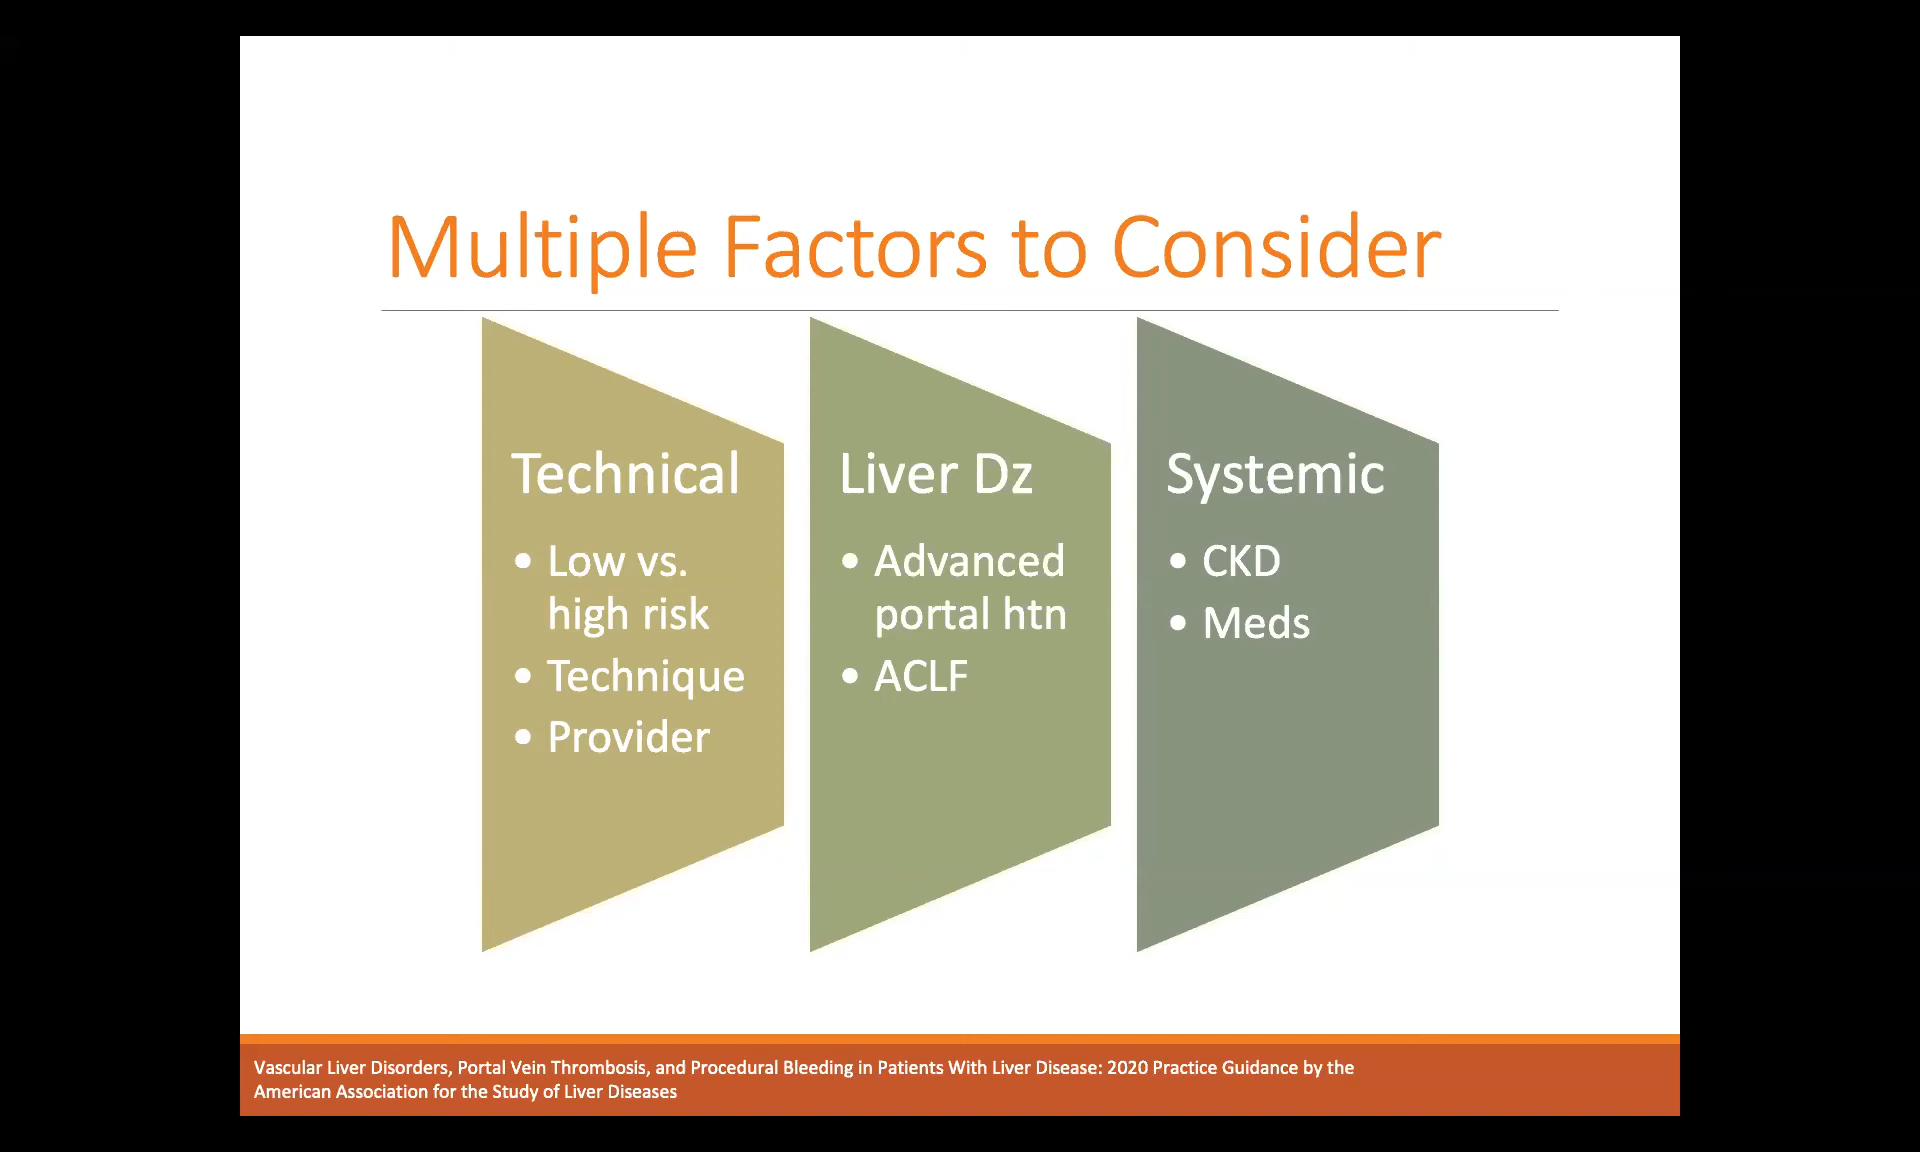 Multiple Factors to Consider
Technical
• Low vs.
high risk
• Technique
• Provider
Liver Dz
• Advanced
portal htn
• ACLF
Systemic
• CKD
• Meds
Vascular Liver Disorders, Portal Vein Thrombosis, and Procedural Bleeding in Patients With Liver Disease: 2020 Practice Guidance by the
American Association for the Study of Liver Diseases